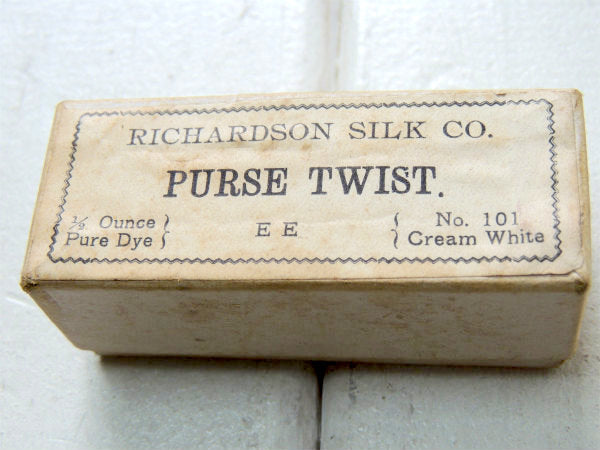 RICHARDSON SILK CO.
PURSE TWIST.
½ Ounce
Pure Dye
E E
No. 101
Cream White